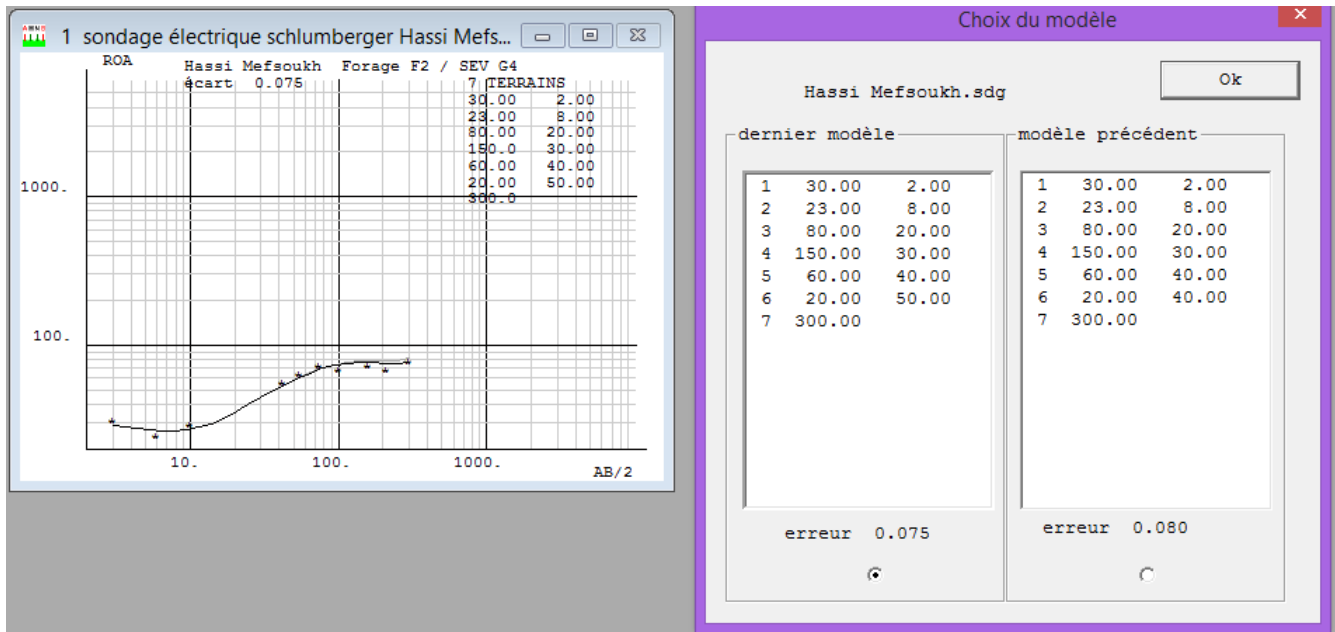 1 sondage électrique schlumberger Hassi Mefs...
ROA
Hassi Mefsoukh Forage F2 / SEV G4
écart 0.075 7 TERRAINS
30.00 2.00
23.00 8.00
80.00 20.00
150.0 30.00
60.00 40.00
20.00 50.00
300.0
1000.
100.
10. 100. 1000.
AB/2
Choix du modèle
Hassi Mefsoukh.sdg
Ok
dernier modèle
1 30.00 2.00
2 23.00 8.00
3 80.00 20.00
4 150.00 30.00
5 60.00 40.00
6 20.00 50.00
7 300.00
erreur 0.075
modèle précédent
1 30.00 2.00
2 23.00 8.00
3 80.00 20.00
4 150.00 30.00
5 60.00 40.00
6 20.00 40.00
7 300.00
erreur 0.080